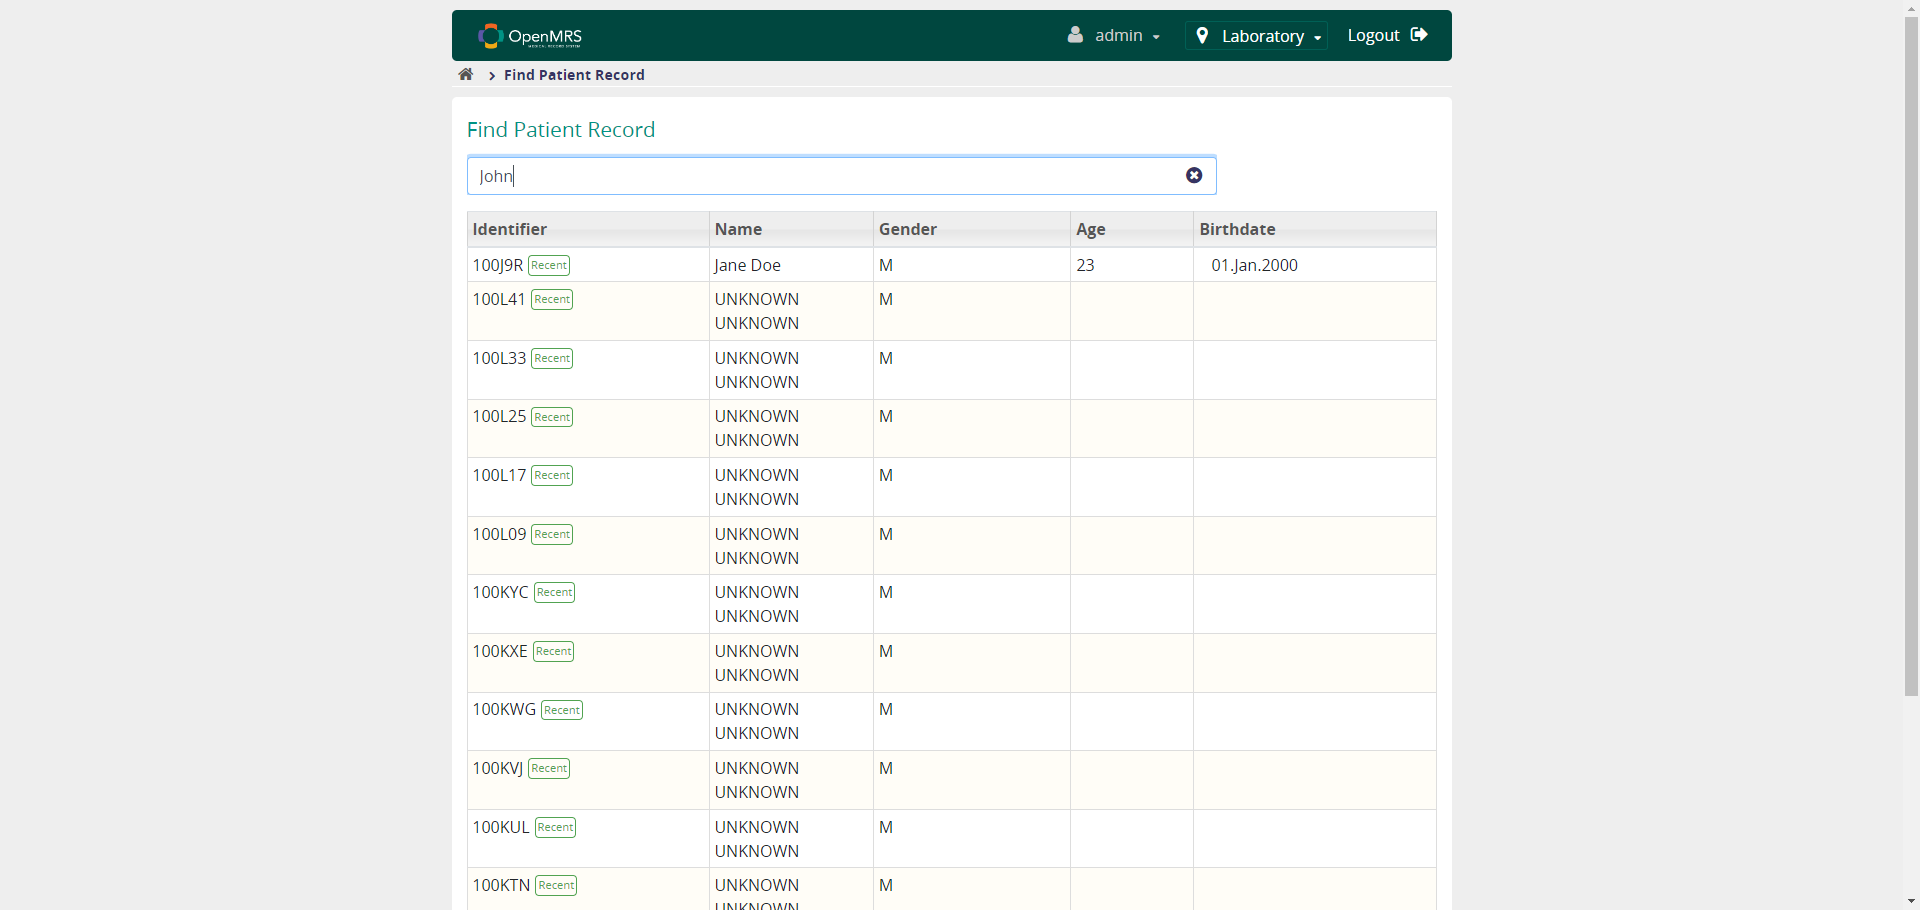 OpenMRS
admin
Laboratory
Logout
Find Patient Record
Find Patient Record
John
Identifier Name Gender Age Birthdate
100J9R Recent Jane Doe M 23 01.Jan.2000
100L41 Recent UNKNOWN M
UNKNOWN
100L33 Recent UNKNOWN M
UNKNOWN
100L25 Recent UNKNOWN M
UNKNOWN
100L17 Recent UNKNOWN M
UNKNOWN
100L09 Recent UNKNOWN M
UNKNOWN
100KYC Recent UNKNOWN M
UNKNOWN
100KXE Recent UNKNOWN M
UNKNOWN
100KWG Recent UNKNOWN M
UNKNOWN
100KVJ Recent UNKNOWN M
UNKNOWN
100KUL Recent UNKNOWN M
UNKNOWN
100KTN Recent UNKNOWN M
UNKNOWN